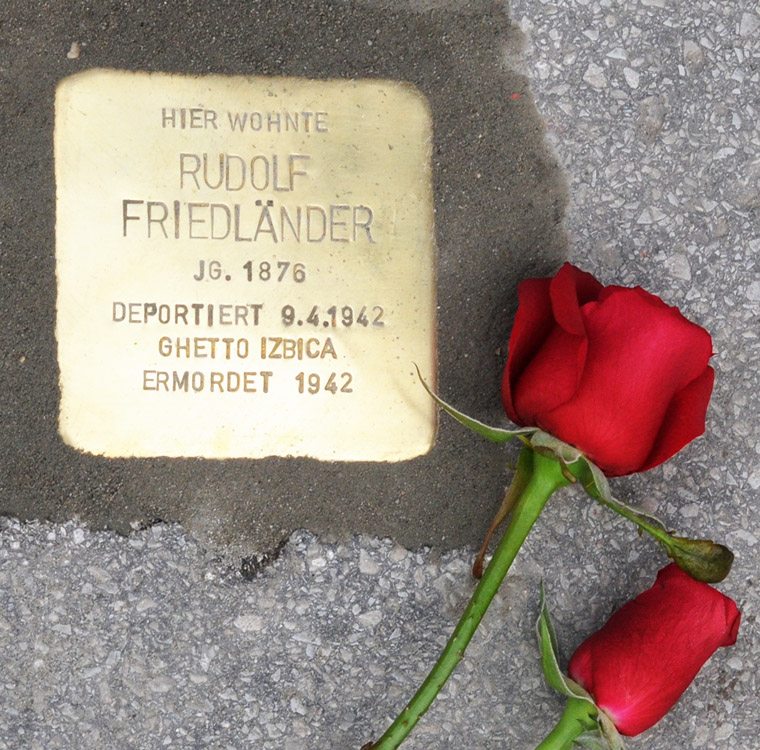 HIER WOHNTE
RUDOLF
FRIEDLÄNDER
JG. 1876
DEPORTIERT 9.4.1942
GHETTO IZBICA
ERMORDET 1942